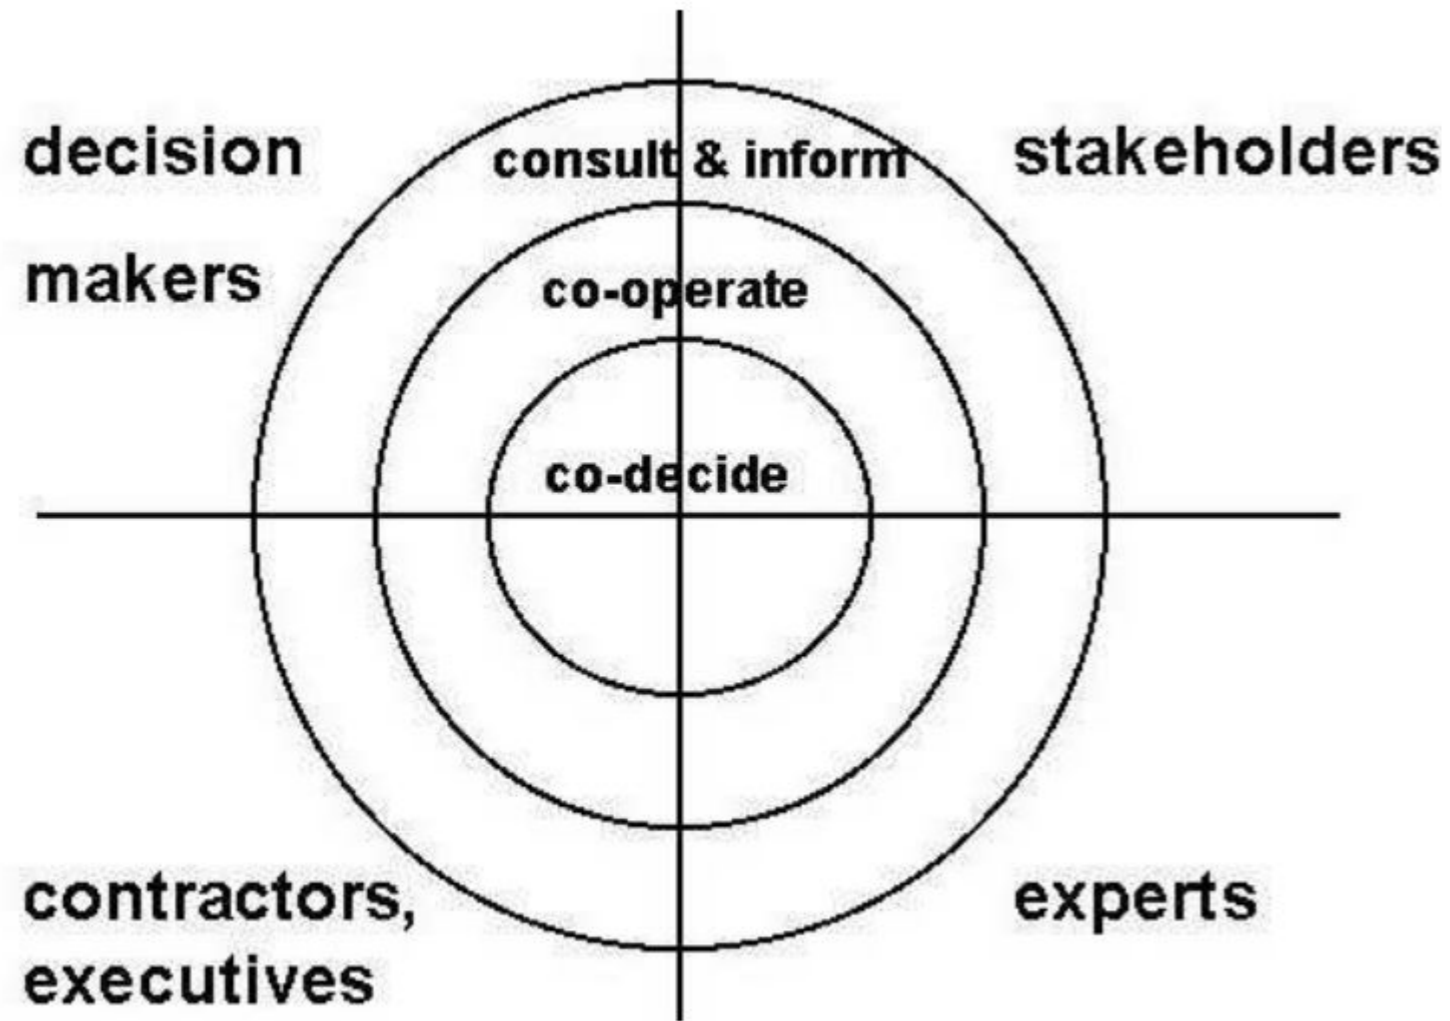 decision
makers
consult & inform
stakeholders
co-operate
co-decide
contractors,
executives
experts